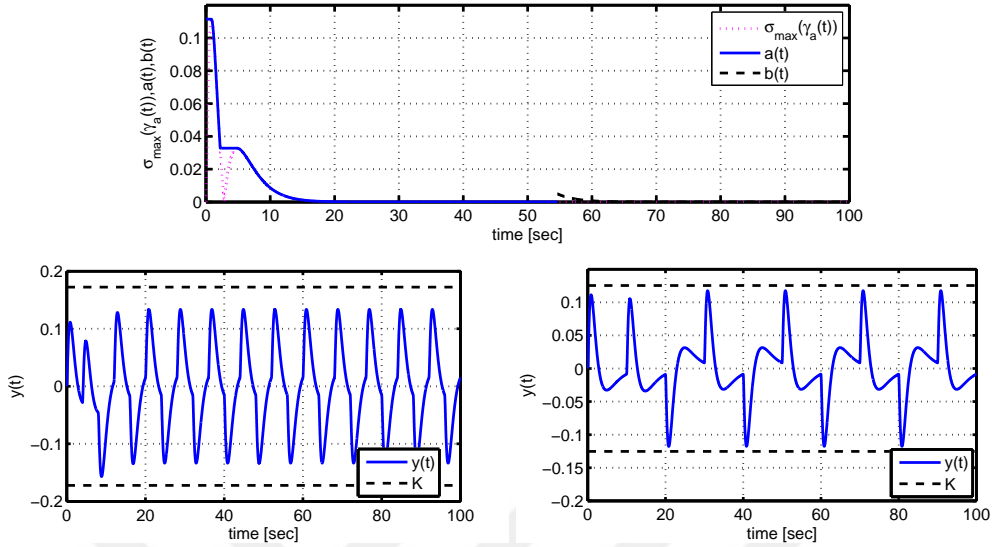 σmax(γa(t)),a(t),b(t)
0.1
0.08
0.06
0.04
0.02
0
0 10 20 30 40 50 60 70 80 90 100
time [sec]
σmax(γa(t))
a(t)
b(t)
y(t)
0.2
0.1
0
−0.1
−0.2
0 20 40 60 80 100
time [sec]
y(t)
K
y(t)
0.1
0.05
0
−0.05
−0.1
−0.15
−0.2
0 20 40 60 80 100
time [sec]
y(t)
K